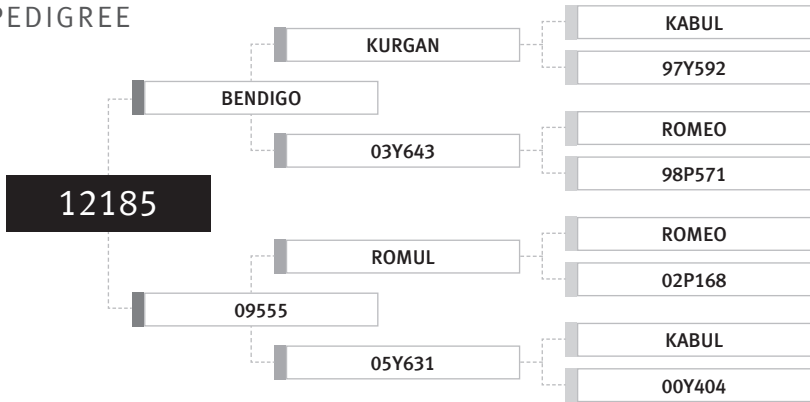 PEDIGREE
KABUL
KURGAN
97Y592
BENDIGO
ROMEO
03Y643
98P571
12185
ROMEO
ROMUL
02P168
09555
KABUL
05Y631
00Y404